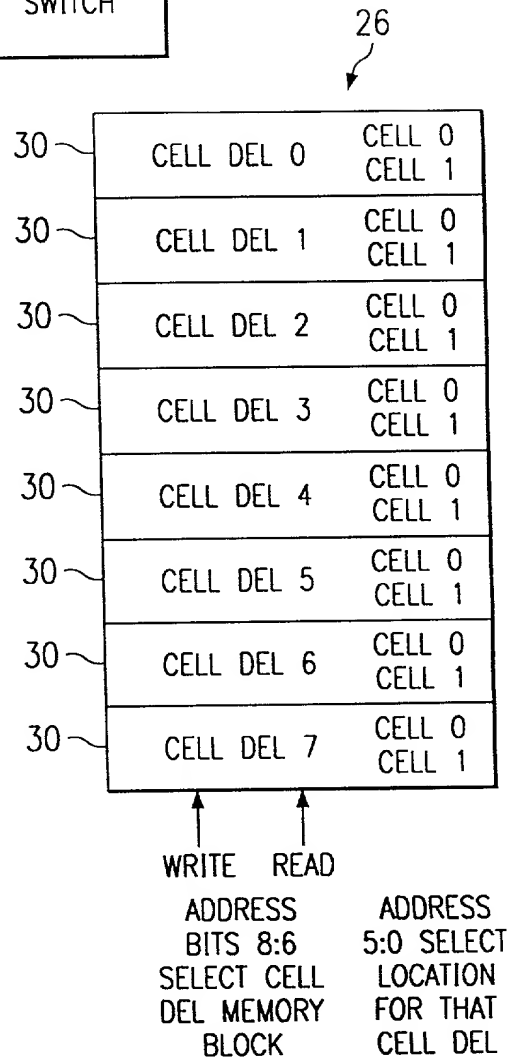 SWITCH
26
30 CELL DEL 0 CELL 0
CELL 1
30 CELL DEL 1 CELL 0
CELL 1
30 CELL DEL 2 CELL 0
CELL 1
30 CELL DEL 3 CELL 0
CELL 1
30 CELL DEL 4 CELL 0
CELL 1
30 CELL DEL 5 CELL 0
CELL 1
30 CELL DEL 6 CELL 0
CELL 1
30 CELL DEL 7 CELL 0
CELL 1
WRITE READ
ADDRESS
BITS 8:6
SELECT CELL
DEL MEMORY
BLOCK
ADDRESS
5:0 SELECT
LOCATION
FOR THAT
CELL DEL